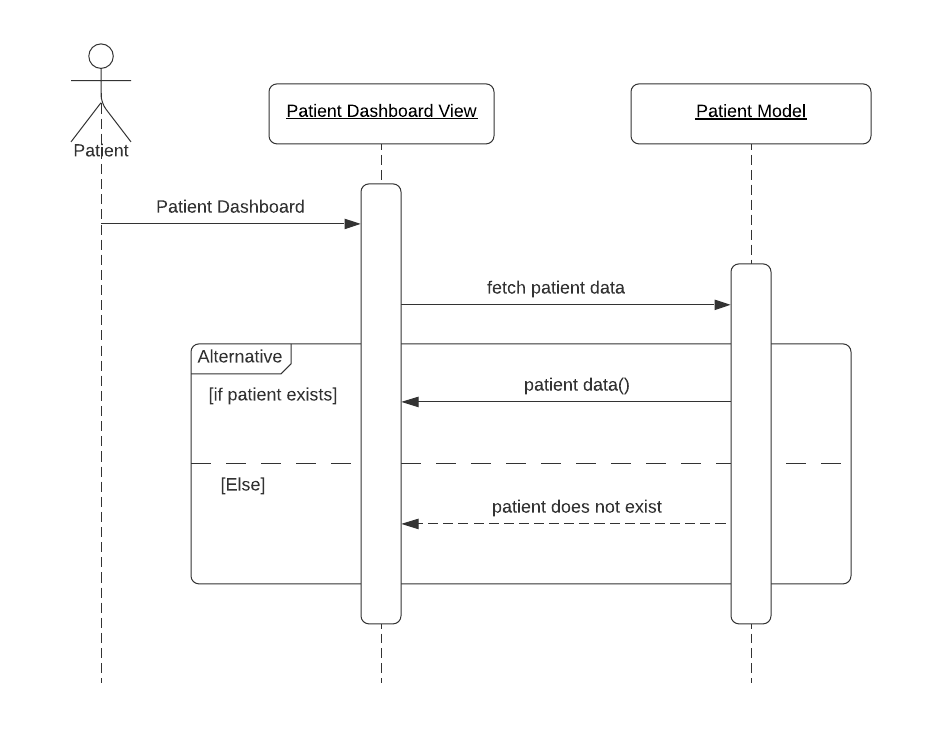 Patient Dashboard View
Patient Model
Patient
Patient Dashboard
fetch patient data
Alternative
patient data()
[if patient exists]
[Else]
patient does not exist